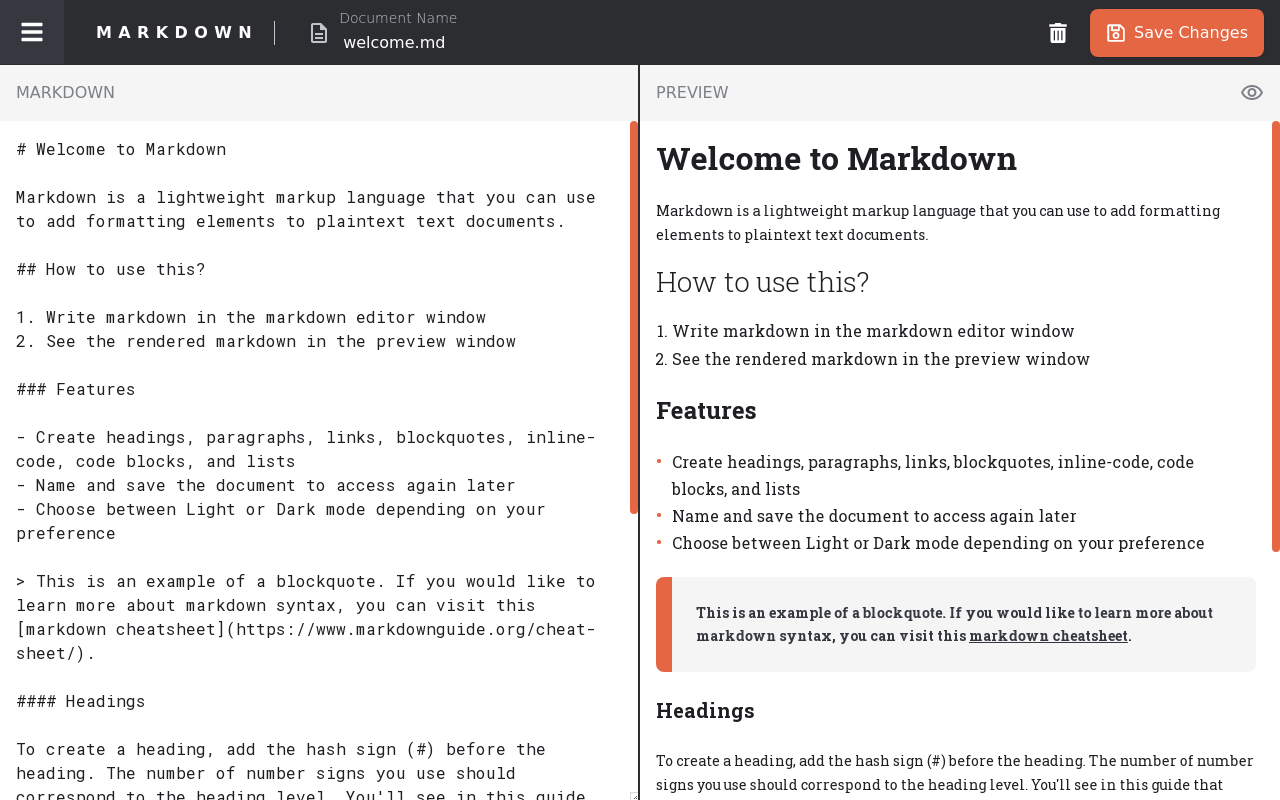 MARKDOWN
Document Name
welcome.md
Save Changes
MARKDOWN
# Welcome to Markdown
Markdown is a lightweight markup language that you can use
to add formatting elements to plaintext text documents.
## How to use this?
1. Write markdown in the markdown editor window
2. See the rendered markdown in the preview window
### Features
- Create headings, paragraphs, links, blockquotes, inline-
code, code blocks, and lists
- Name and save the document to access again later
- Choose between Light or Dark mode depending on your
preference
> This is an example of a blockquote. If you would like to
learn more about markdown syntax, you can visit this
[markdown cheatsheet](https://www.markdownguide.org/cheat-
sheet/).
#### Headings
To create a heading, add the hash sign (#) before the
heading. The number of number signs you use should
correspond to the heading level. You'll see in this guide
PREVIEW
Welcome to Markdown
Markdown is a lightweight markup language that you can use to add formatting
elements to plaintext text documents.
How to use this?
1. Write markdown in the markdown editor window
2. See the rendered markdown in the preview window
Features
• Create headings, paragraphs, links, blockquotes, inline-code, code
blocks, and lists
• Name and save the document to access again later
• Choose between Light or Dark mode depending on your preference
This is an example of a blockquote. If you would like to learn more about
markdown syntax, you can visit this markdown cheatsheet.
Headings
To create a heading, add the hash sign (#) before the heading. The number of number
signs you use should correspond to the heading level. You'll see in this guide that